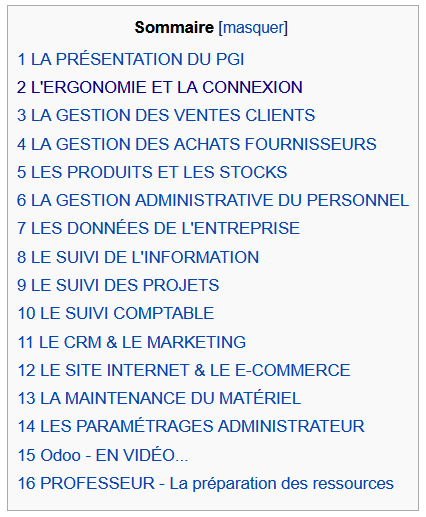 Sommaire [masquer]
1 LA PRÉSENTATION DU PGI
2 L'ERGONOMIE ET LA CONNEXION
3 LA GESTION DES VENTES CLIENTS
4 LA GESTION DES ACHATS FOURNISSEURS
5 LES PRODUITS ET LES STOCKS
6 LA GESTION ADMINISTRATIVE DU PERSONNEL
7 LES DONNÉES DE L'ENTREPRISE
8 LE SUIVI DE L'INFORMATION
9 LE SUIVI DES PROJETS
10 LE SUIVI COMPTABLE
11 LE CRM & LE MARKETING
12 LE SITE INTERNET & LE E-COMMERCE
13 LA MAINTENANCE DU MATÉRIEL
14 LES PARAMÉTRAGES ADMINISTRATEUR
15 Odoo - EN VIDÉO...
16 PROFESSEUR - La préparation des ressources